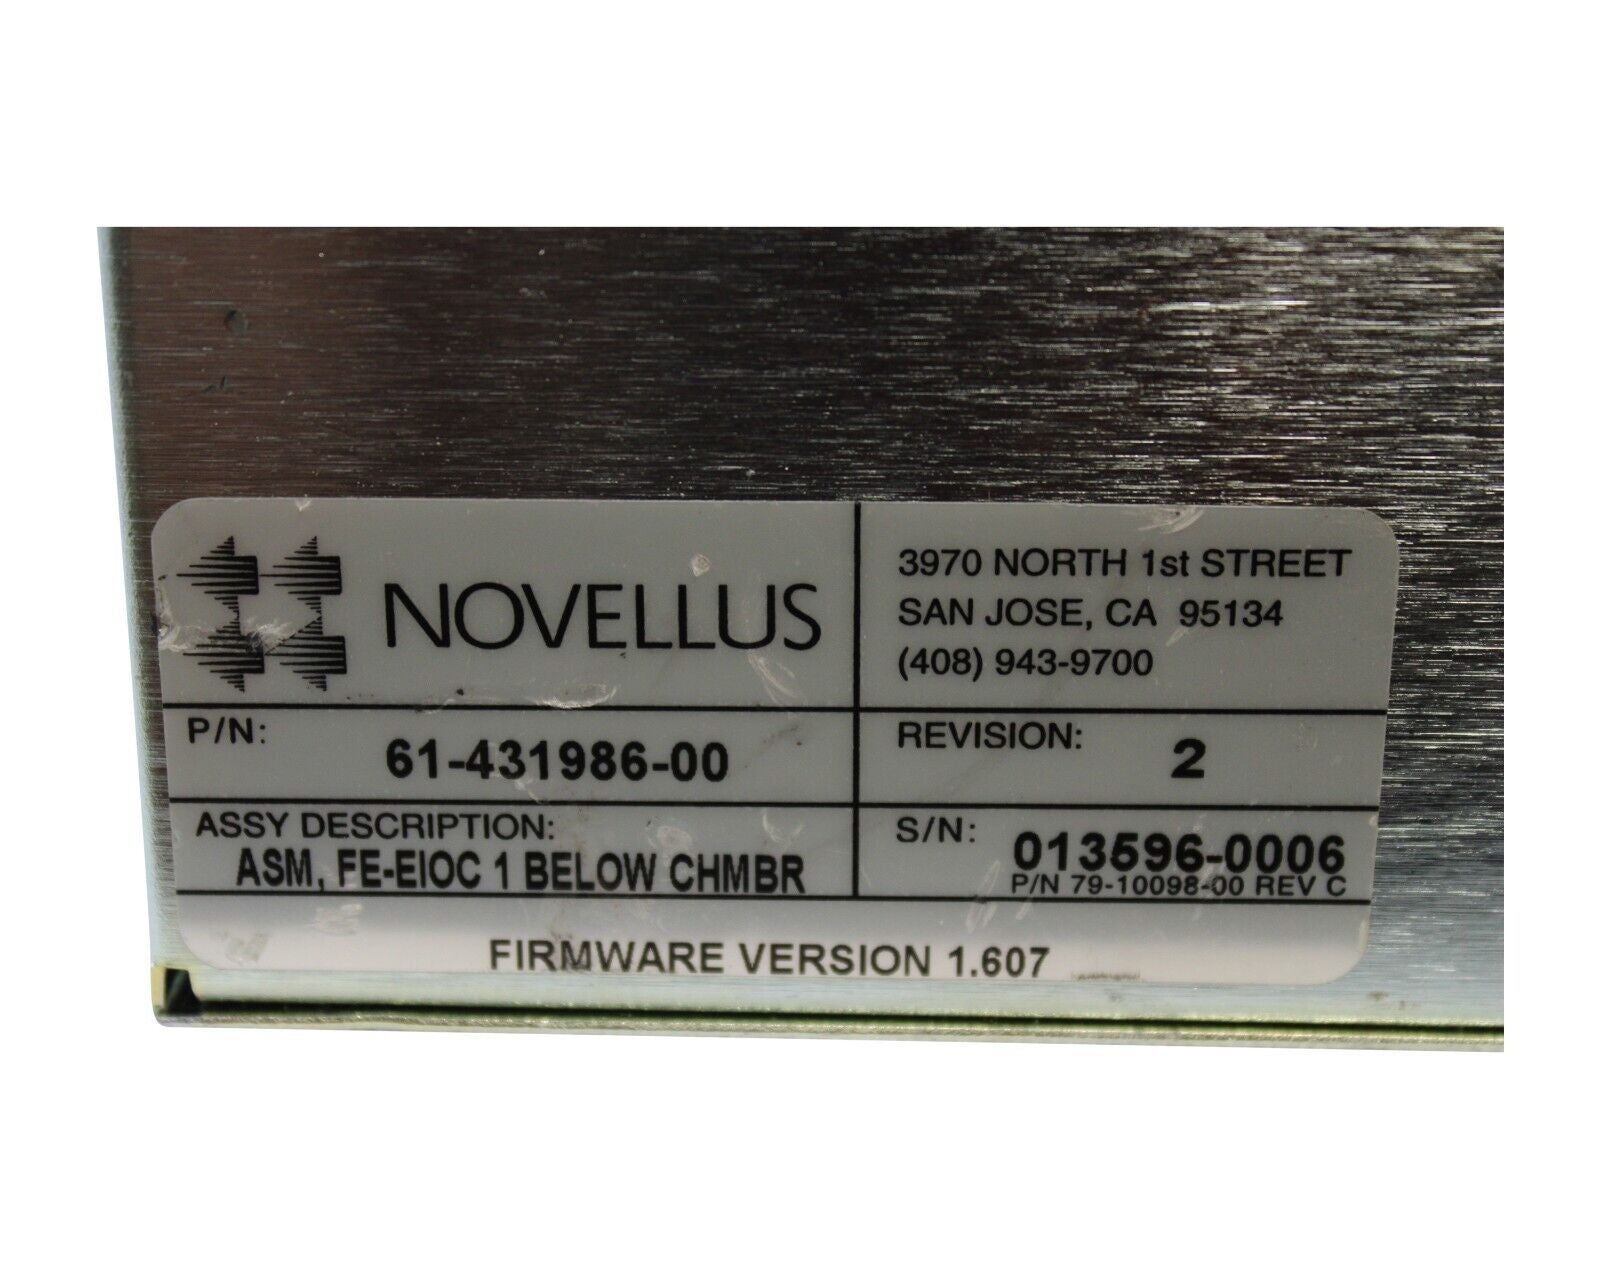 NOVELLUS
3970 NORTH 1st STREET
SAN JOSE, CA 95134
(408) 943-9700
P/N: 61-431986-00
REVISION: 2
ASSY DESCRIPTION:
ASM, FE-EIOC 1 BELOW CHMBR
S/N: 013596-0006
P/N 79-10098-00 REV C
FIRMWARE VERSION 1.607